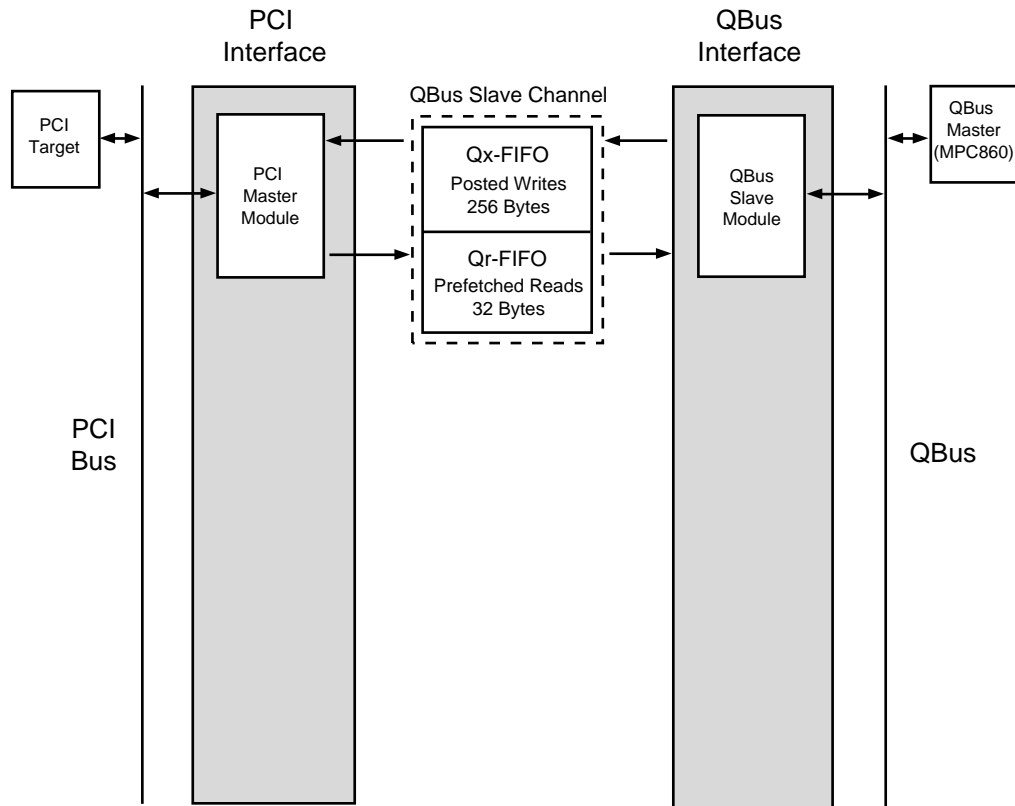 PCI
Interface
QBus
Interface
QBus Slave Channel
PCI
Target
PCI
Master
Module
Qx-FIFO
Posted Writes
256 Bytes
Qr-FIFO
Prefetched Reads
32 Bytes
QBus
Slave
Module
QBus
Master
(MPC860)
PCI
Bus
QBus